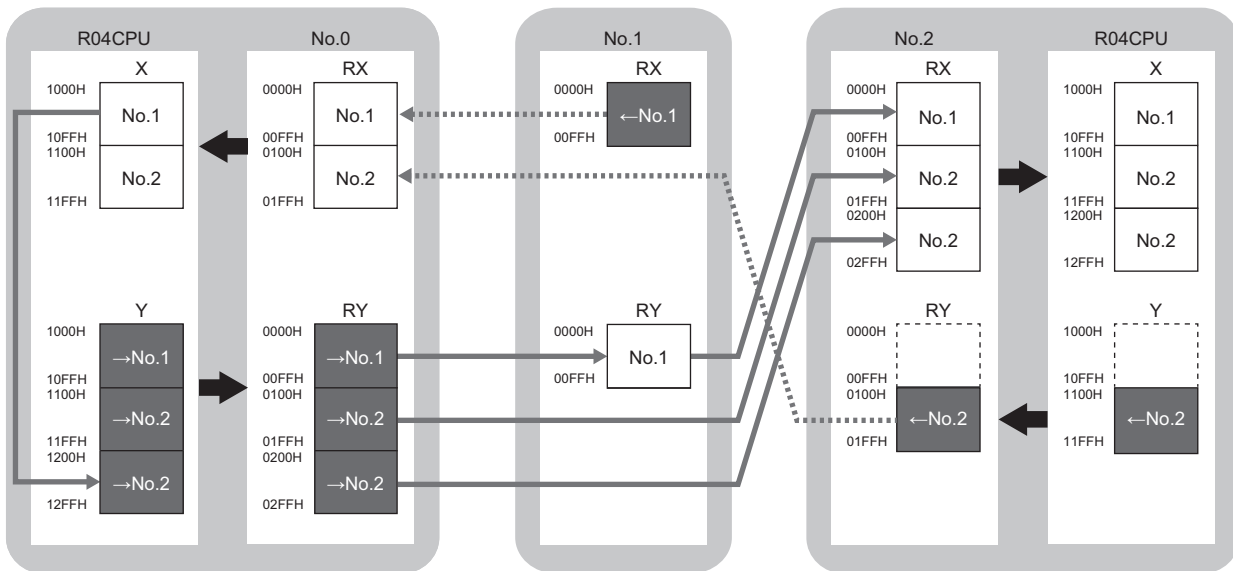 R04CPU
No.0
No.1
No.2
R04CPU
X
1000H
No.1
10FFH
1100H
No.2
11FFH
RX
0000H
No.1
00FFH
0100H
No.2
01FFH
RX
0000H
←No.1
00FFH
RX
0000H
No.1
00FFH
0100H
No.2
01FFH
0200H
No.2
02FFH
X
1000H
No.1
10FFH
1100H
No.2
11FFH
1200H
No.2
12FFH
Y
1000H
→No.1
10FFH
1100H
→No.2
11FFH
1200H
→No.2
12FFH
RY
0000H
→No.1
00FFH
0100H
→No.2
01FFH
0200H
→No.2
02FFH
RY
0000H
No.1
00FFH
RY
0000H
00FFH
0100H
←No.2
01FFH
Y
1000H
10FFH
1100H
←No.2
11FFH